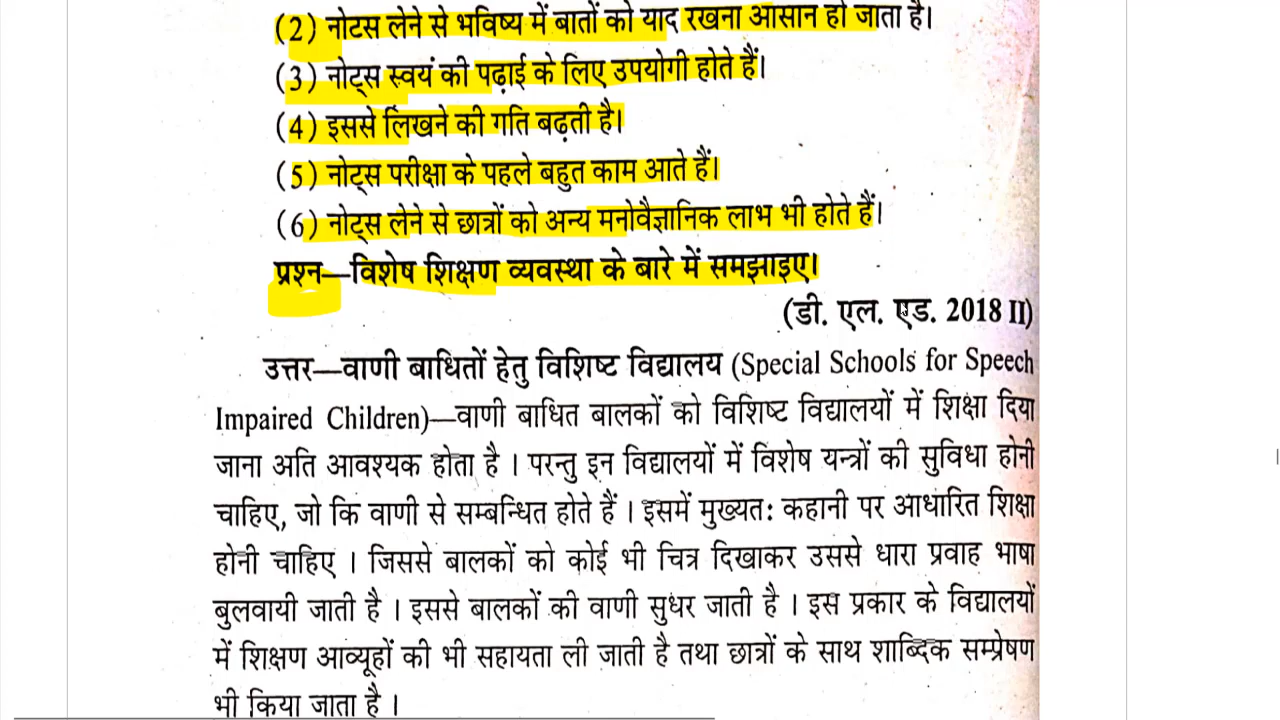 (2) नोटस लेने से भविष्य में बातों को याद रखना आसान हो जाता है।
(3) नोट्स स्वयं की पढ़ाई के लिए उपयोगी होते हैं।
(4) इससे लिखने की गति बढ़ती है।
(5) नोट्स परीक्षा के पहले बहुत काम आते हैं।
(6) नोट्स लेने से छात्रों को अन्य मनोवैज्ञानिक लाभ भी होते हैं।
प्रश्न—विशेष शिक्षण व्यवस्था के बारे में समझाइए।
(डी. एल. एड. 2018 II)
उत्तर—वाणी बाधितों हेतु विशिष्ट विद्यालय (Special Schools for Speech
Impaired Children)—वाणी बाधित बालकों को विशिष्ट विद्यालयों में शिक्षा दिया
जाना अति आवश्यक होता है । परन्तु इन विद्यालयों में विशेष यन्त्रों की सुविधा होनी
चाहिए, जो कि वाणी से सम्बन्धित होते हैं । इसमें मुख्यत: कहानी पर आधारित शिक्षा
होनी चाहिए । जिससे बालकों को कोई भी चित्र दिखाकर उससे धारा प्रवाह भाषा
बुलवायी जाती है । इससे बालकों की वाणी सुधर जाती है । इस प्रकार के विद्यालयों
में शिक्षण आव्यूहों की भी सहायता ली जाती है तथा छात्रों के साथ शाब्दिक सम्प्रेषण
भी किया जाता है ।